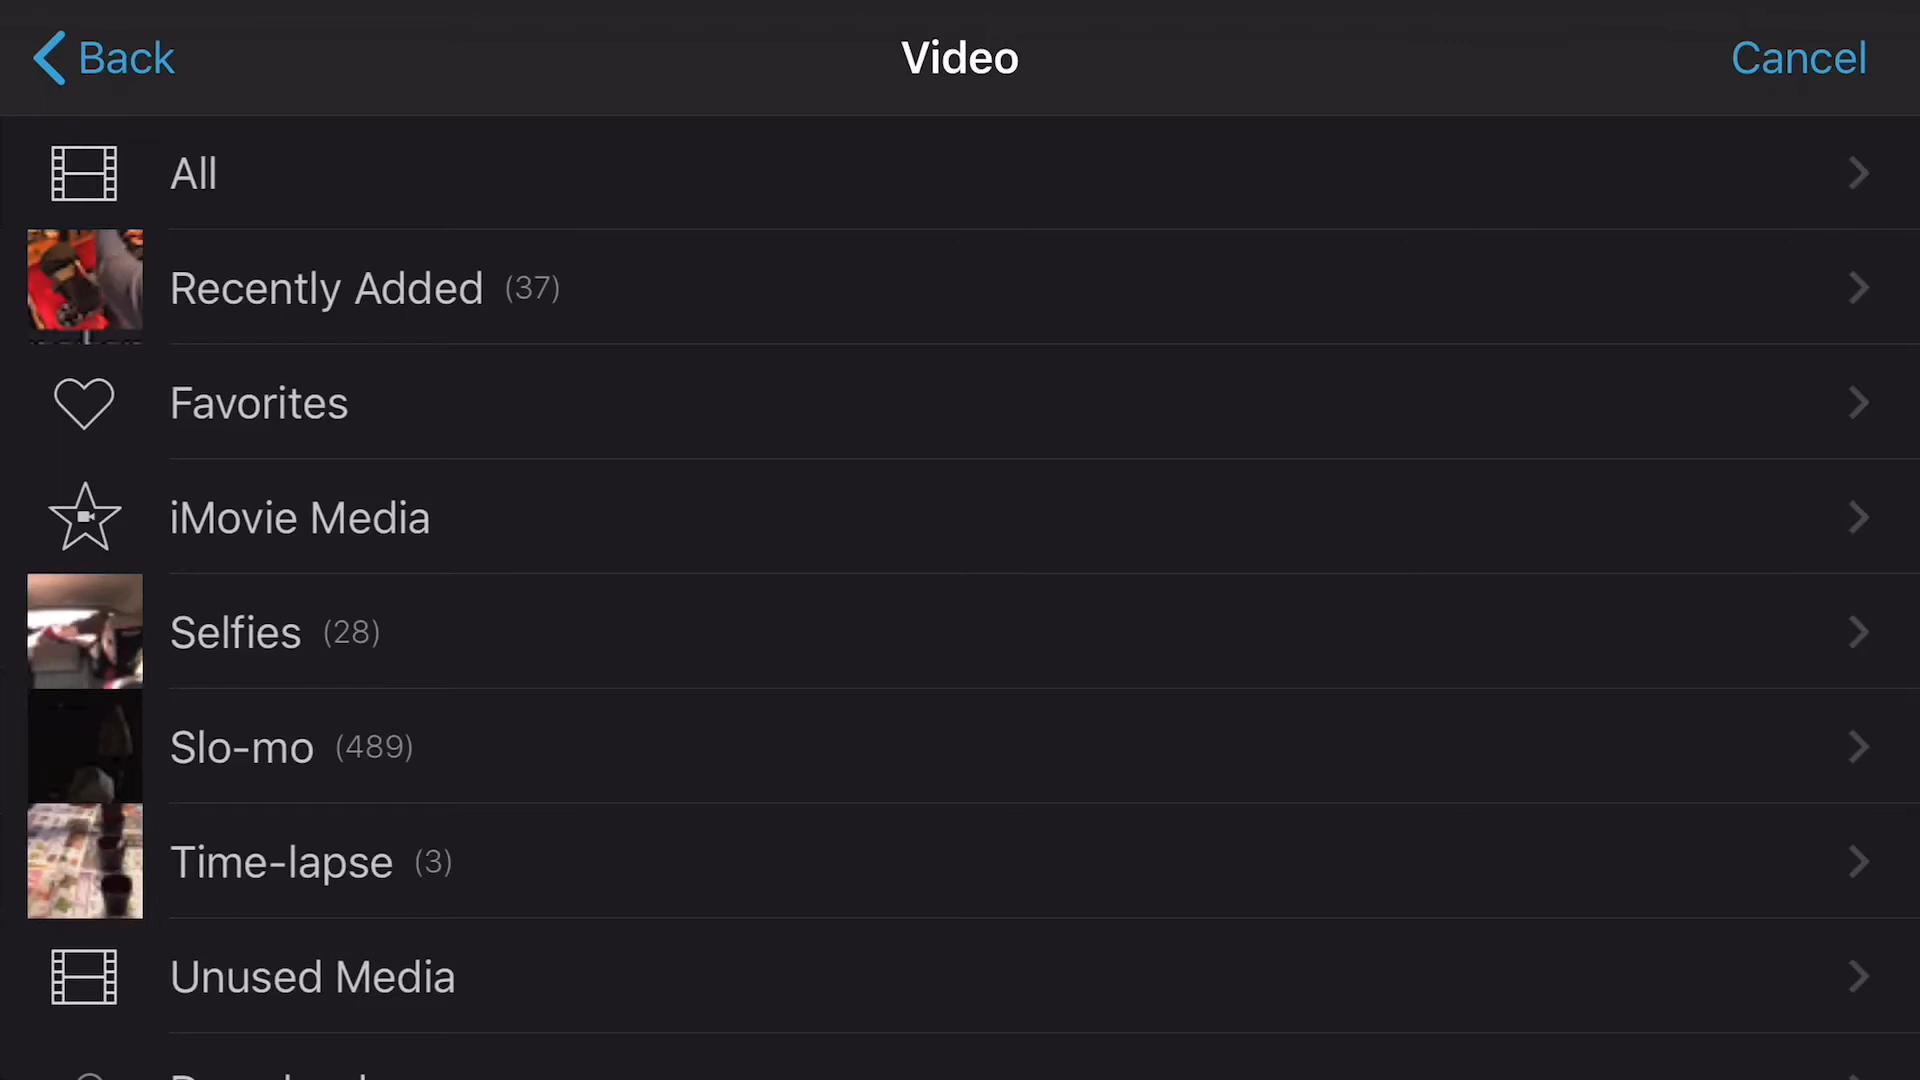 Back
Video
Cancel
All
Recently Added (37)
Favorites
iMovie Media
Selfies (28)
Slo-mo (489)
Time-lapse (3)
Unused Media